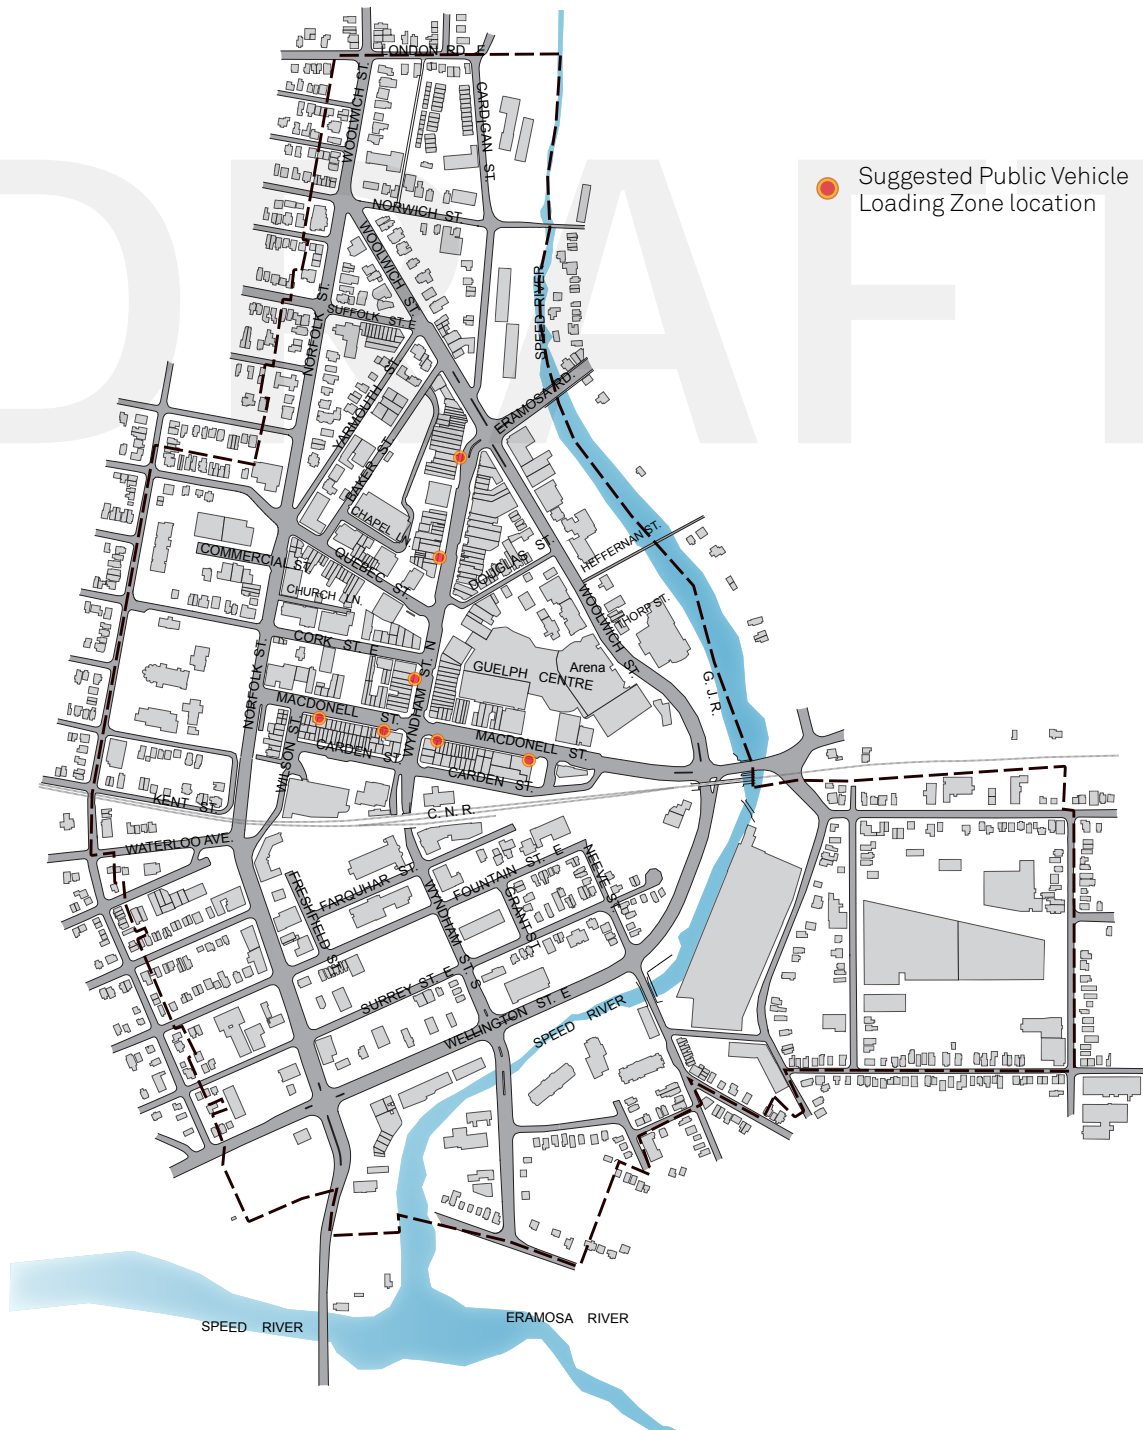 DRAFT
LONDON RD. E
WOOLWICH ST.
CARDIGAN ST.
Suggested Public Vehicle
Loading Zone location
NORWICH ST.
WOOLWICH ST.
SPEED RIVER
NORFOLK ST.
SUFFOLK ST. E
YARMOUTH ST.
ERAMOSA RD.
BAKER ST.
CHAPEL LN.
HEFFERNAN ST.
COMMERCIAL ST.
QUEBEC ST.
DOUGLAS ST.
CHURCH LN.
WOOLWICH ST.
THORP ST.
CORK ST. E
WYNDHAM ST. N
GUELPH CENTRE
Arena
G. J. R.
NORFOLK ST.
MACDONELL ST.
MACDONELL ST.
WILSON ST.
CARDEN ST.
CARDEN ST.
KENT ST.
C. N. R.
WATERLOO AVE.
FARQUHAR ST.
FOUNTAIN ST. E
NEEVE ST.
FRESHFIELD ST.
WYNDHAM ST. S
GRANT ST.
SURREY ST. E
WELLINGTON ST. E
SPEED RIVER
SPEED RIVER
ERAMOSA RIVER